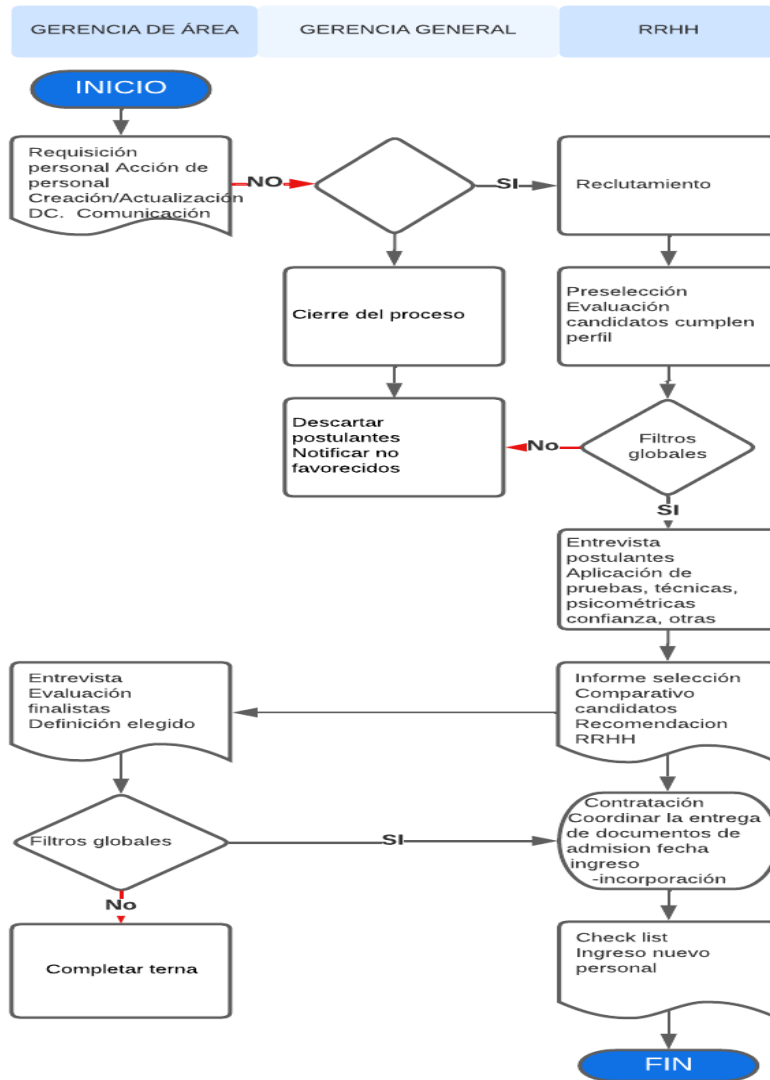 GERENCIA DE ÁREA
GERENCIA GENERAL
RRHH
INICIO
Requisición
personal Acción de
personal
Creación/Actualización
DC.  Comunicación
NO
SI
Reclutamiento
Cierre del proceso
Preselección
Evaluación
candidatos cumplen
perfil
Descartar
postulantes
Notificar no
favorecidos
No
Filtros
globales
SI
Entrevista
postulantes
Aplicación de
pruebas, técnicas,
psicométricas
confianza, otras
Entrevista
Evaluación
finalistas
Definición elegido
Informe selección
Comparativo
candidatos
Recomendacion
RRHH
Filtros globales
SI
Contratación
Coordinar la entrega
de documentos de
admision fecha
ingreso
-incorporación
No
Completar terna
Check list
Ingreso nuevo
personal
FIN